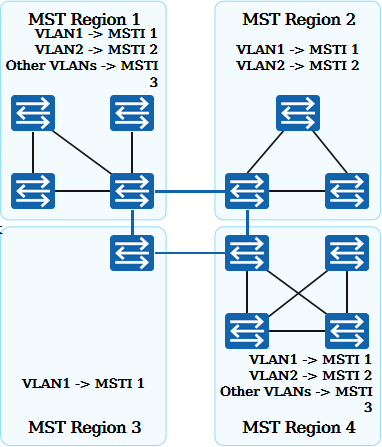 MST Region 1
VLAN1 -> MSTI 1
VLAN2 -> MSTI 2
Other VLANs -> MSTI
3
MST Region 2
VLAN1 -> MSTI 1
VLAN2 -> MSTI 2
VLAN1 -> MSTI 1
MST Region 3
VLAN1 -> MSTI 1
VLAN2 -> MSTI 2
Other VLANs -> MSTI
3
MST Region 4